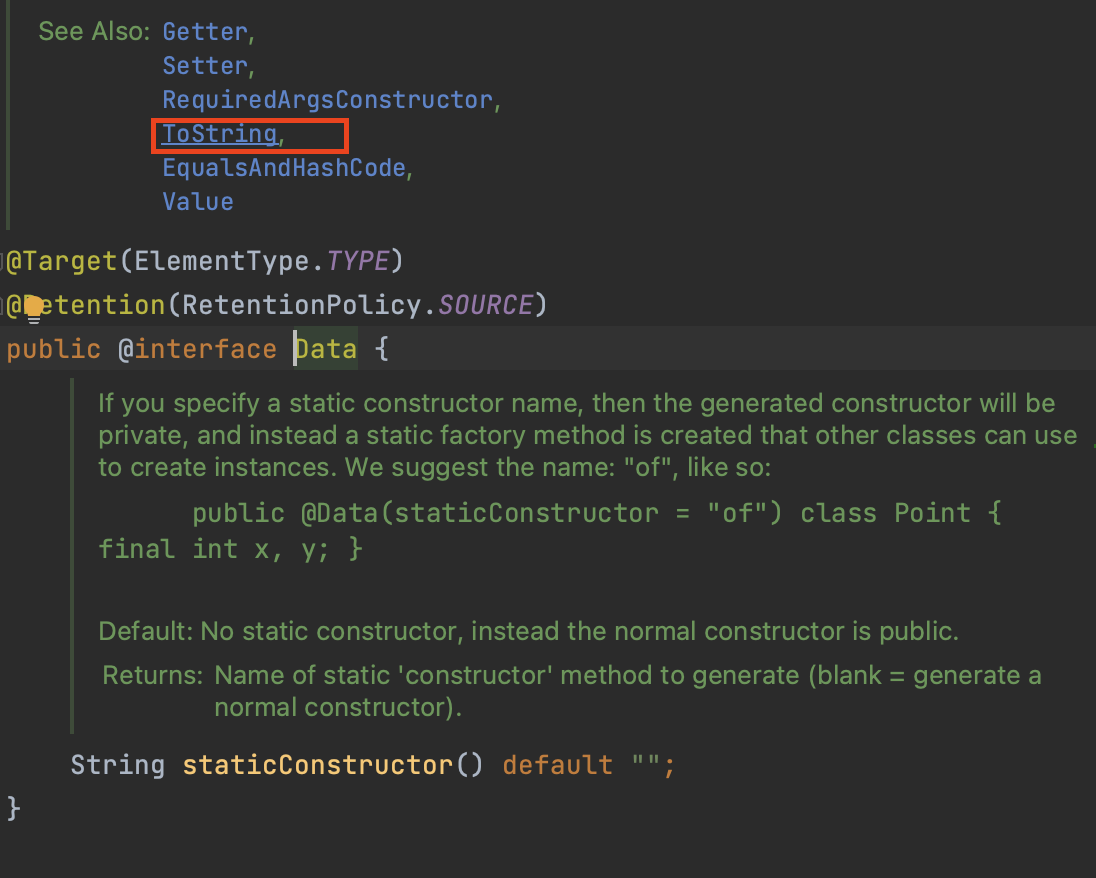 See Also: Getter,
Setter,
RequiredArgsConstructor,
ToString,
EqualsAndHashCode,
Value
@Target(ElementType.TYPE)
@Retention(RetentionPolicy.SOURCE)
public @interface Data {
If you specify a static constructor name, then the generated constructor will be
private, and instead a static factory method is created that other classes can use
to create instances. We suggest the name: "of", like so:
public @Data(staticConstructor = "of") class Point {
final int x, y; }
Default: No static constructor, instead the normal constructor is public.
Returns: Name of static 'constructor' method to generate (blank = generate a
normal constructor).
String staticConstructor() default "";
}